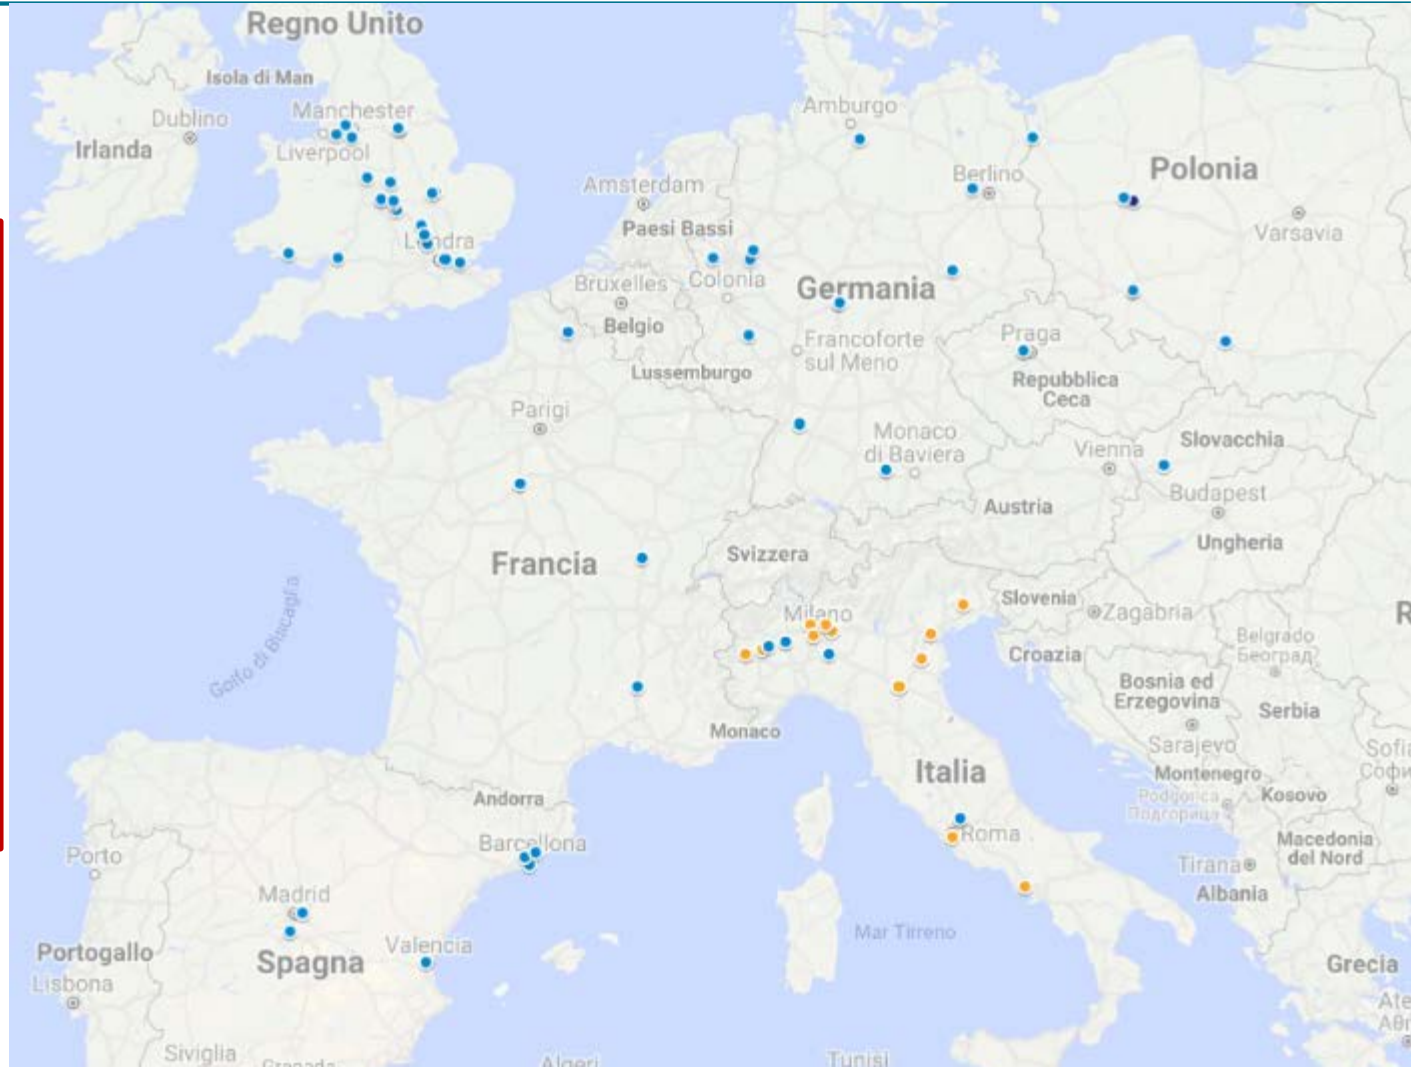 Regno Unito
Isola di Man
Manchester
Dublino
Irlanda
Liverpool
Amburgo
Berlino
Polonia
Amsterdam
Paesi Bassi
Varsavia
Londra
Bruxelles
Colonia
Germania
Belgio
Francoforte
sul Meno
Praga
Lussemburgo
Repubblica
Ceca
Parigi
Monaco
di Baviera
Vienna
Slovacchia
Budapest
Austria
Ungheria
Svizzera
Francia
Slovenia
Zagabria
Milano
Golfo di Biscaglia
Croazia
Belgrado
Београд
Bosnia ed
Erzegovina
Serbia
Monaco
Sarajevo
Italia
Montenegro
Kosovo
Podgorica
Подгорица
Andorra
Roma
Macedonia
del Nord
Barcellona
Porto
Tirana
Albania
Madrid
Mar Tirreno
Valencia
Portogallo
Spagna
Grecia
Lisbona
Siviglia
Tunisi